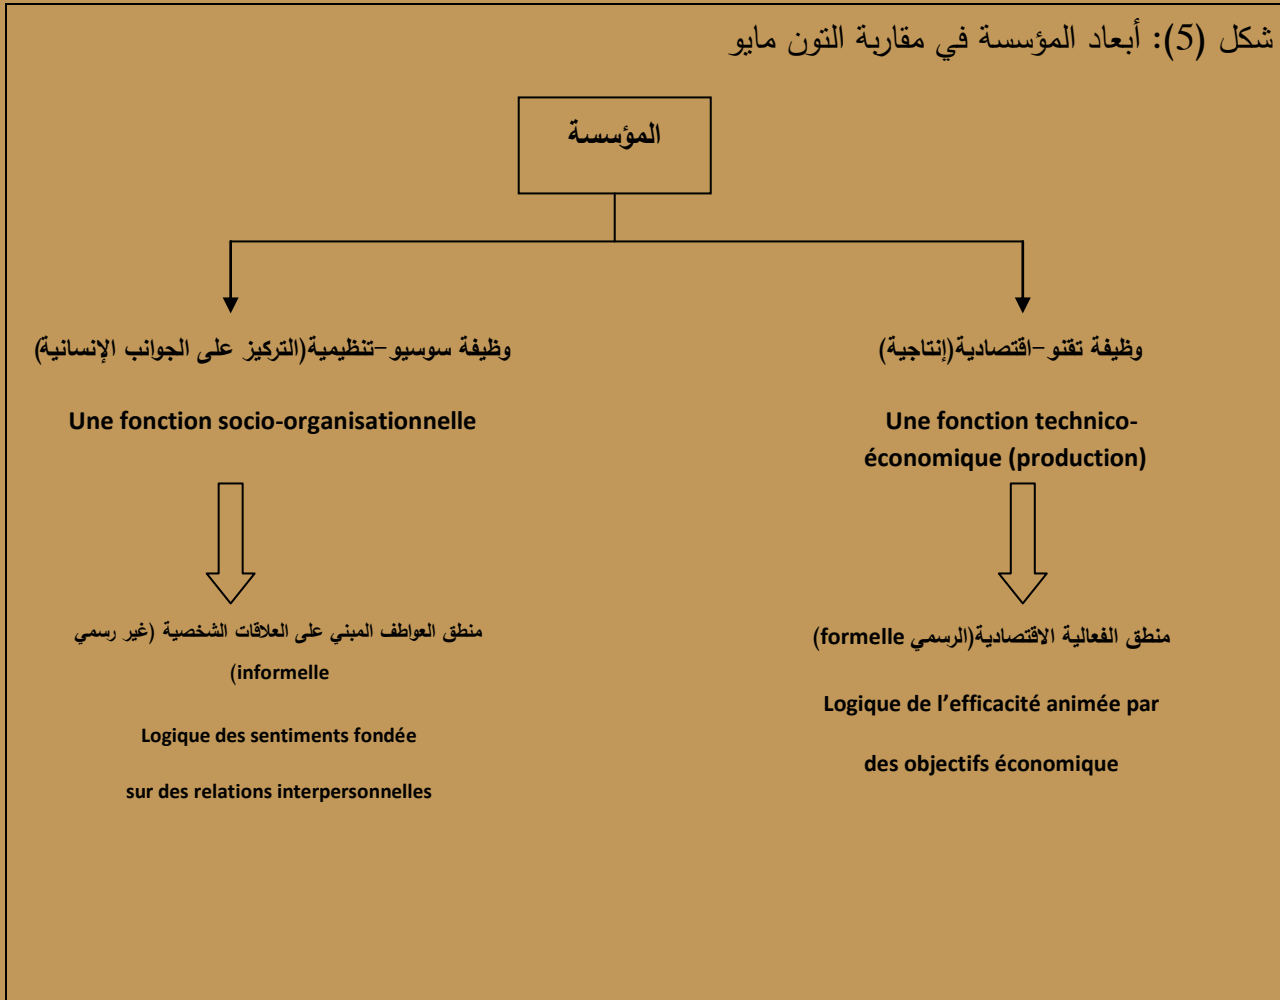 شكل (5): أبعاد المؤسسة في مقاربة التون مايو
المؤسسة
وظيفة تقنو-اقتصادية(إنتاجية)
Une fonction technico-
économique (production)
منطق الفعالية الاقتصادية(الرسمي formelle)
Logique de l'efficacité animée par
des objectifs économique
وظيفة سوسيو-تنظيمية(التركيز على الجوانب الإنسانية)
Une fonction socio-organisationnelle
منطق العواطف المبني على العلاقات الشخصية (غير رسمي
informelle)
Logique des sentiments fondée
sur des relations interpersonnelles